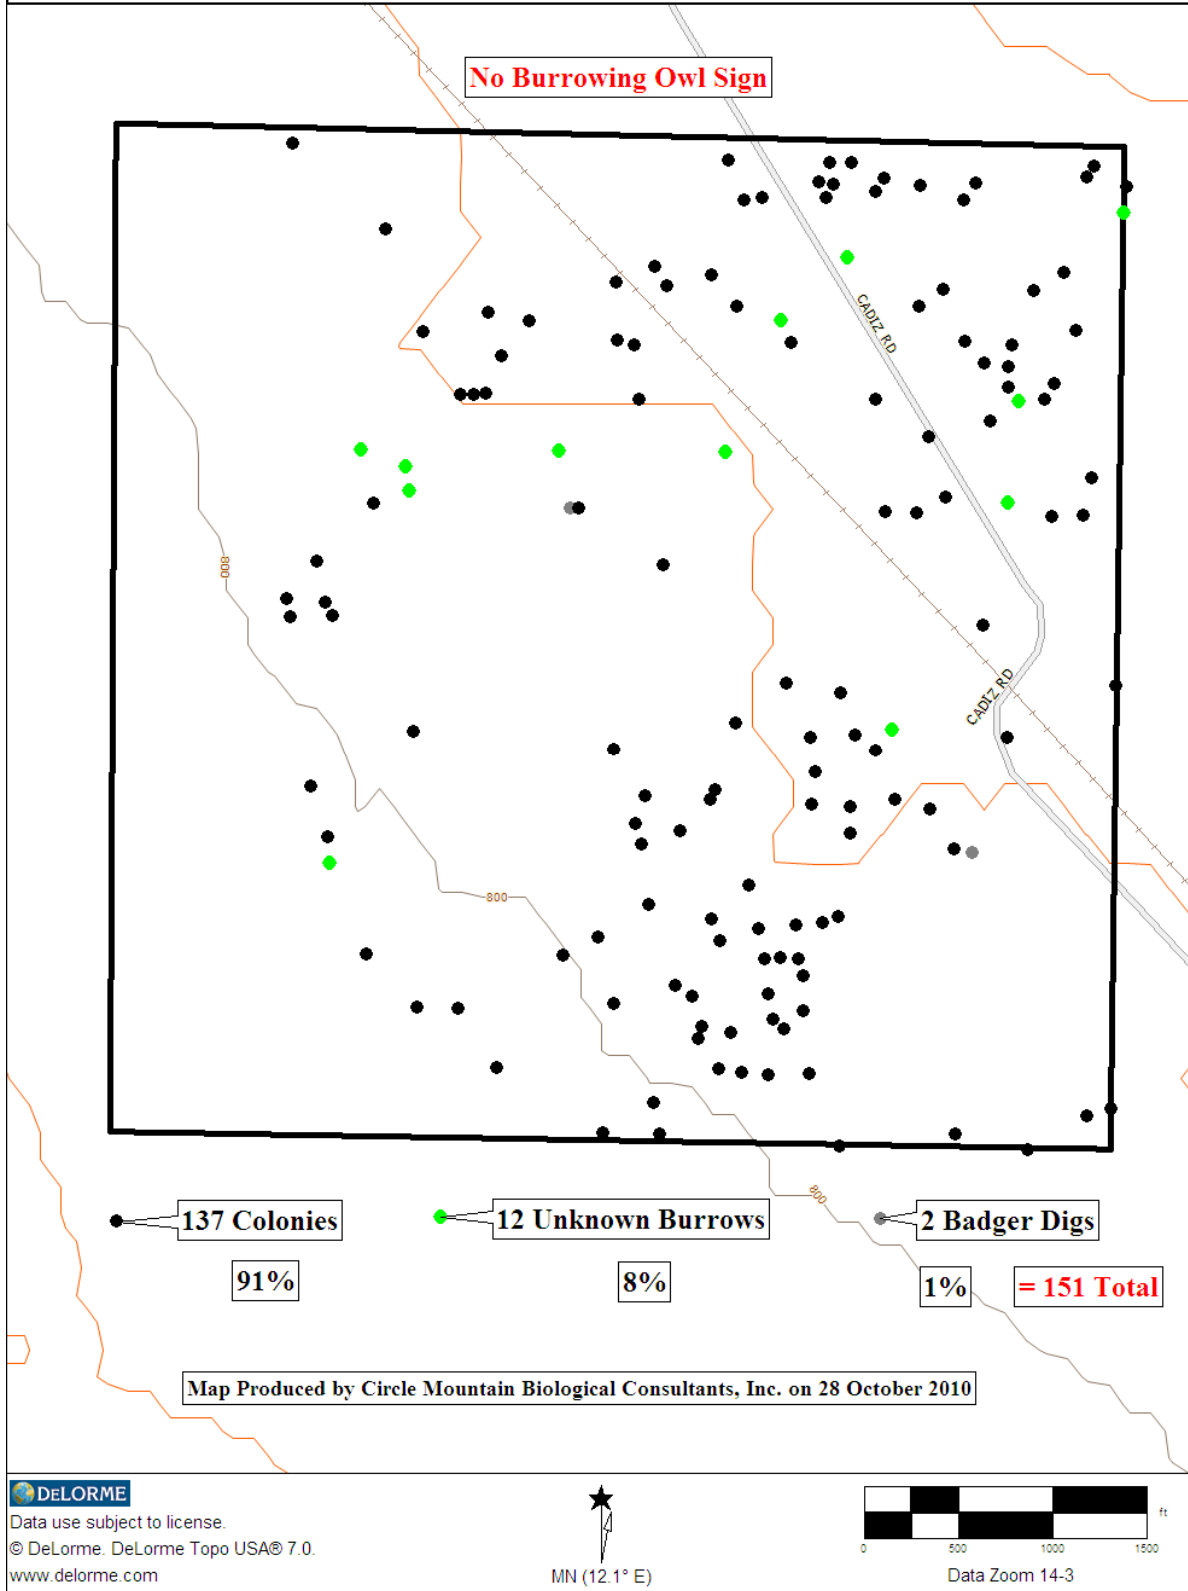 No Burrowing Owl Sign
CADIZ RD
800
CADIZ RD
800
800
137 Colonies
12 Unknown Burrows
2 Badger Digs
91%
8%
1%
= 151 Total
Map Produced by Circle Mountain Biological Consultants, Inc. on 28 October 2010
DELORME
Data use subject to license.
© DeLorme. DeLorme Topo USA® 7.0.
www.delorme.com
MN (12.1° E)
ft
0 500 1000 1500
Data Zoom 14-3